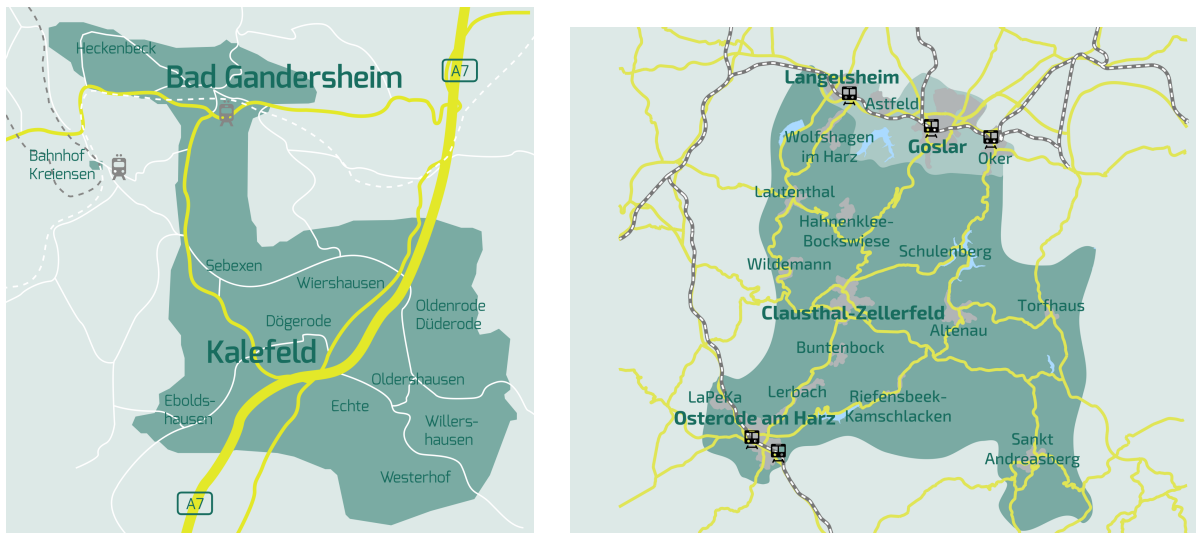 Heckenbeck
Bad Gandersheim
A7
Bahnhof
Kreiensen
Sebexen
Wiershausen
Oldenrode
Düderode
Dögerode
Kalefeld
Oldershausen
Ebolds-
hausen
Echte
Willers-
hausen
Westerhof
A7
Langelsheim
Astfeld
Wolfshagen
im Harz
Goslar
Oker
Lautenthal
Hahnenklee-
Bockswiese
Schulenberg
Wildemann
Clausthal-Zellerfeld
Torfhaus
Altenau
Buntenbock
LaPeKa
Lerbach
Riefensbeek-
Kamschlacken
Osterode am Harz
Sankt
Andreasberg